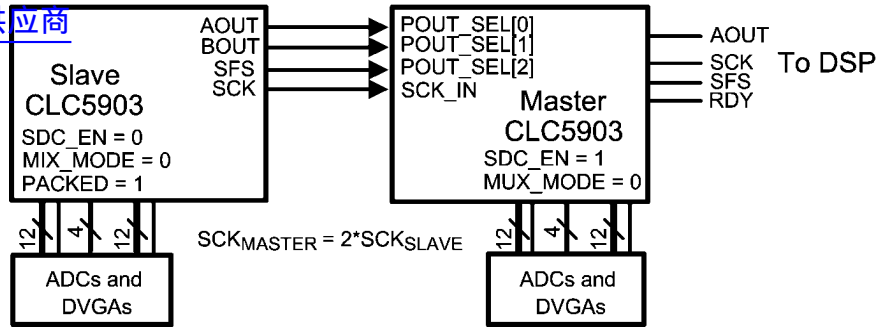 供应商
Slave
CLC5903
SDC_EN = 0
MIX_MODE = 0
PACKED = 1
AOUT
BOUT
SFS
SCK
POUT_SEL[0]
POUT_SEL[1]
POUT_SEL[2]
SCK_IN
Master
CLC5903
SDC_EN = 1
MUX_MODE = 0
AOUT
SCK
SFS
RDY
To DSP
12
4
12
SCKMASTER = 2*SCKSLAVE
12
4
12
ADCs and
DVGAs
ADCs and
DVGAs